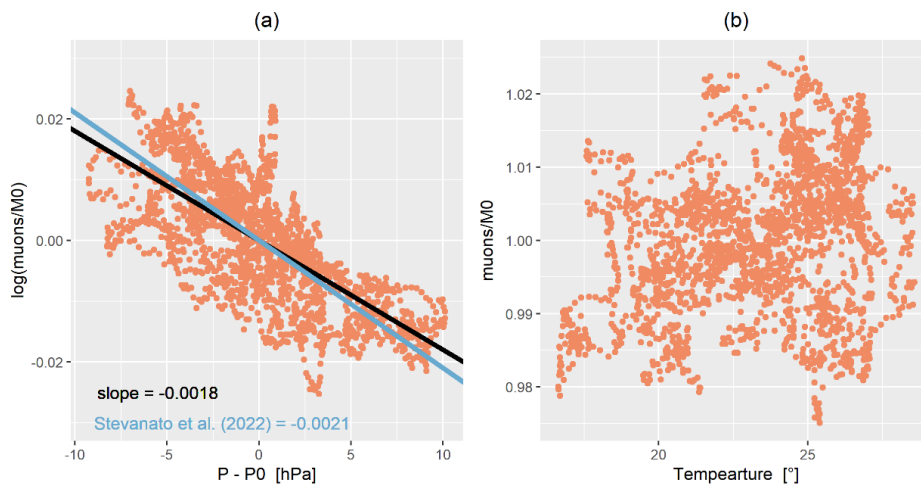 (a)
log(muons/M0)
0.02
0.00
-0.02
slope = -0.0018
Stevanato et al. (2022) = -0.0021
-10
-5
0
5
10
P - P0 [hPa]
(b)
muons/M0
1.02
1.01
1.00
0.99
0.98
20
25
Tempearture [°]